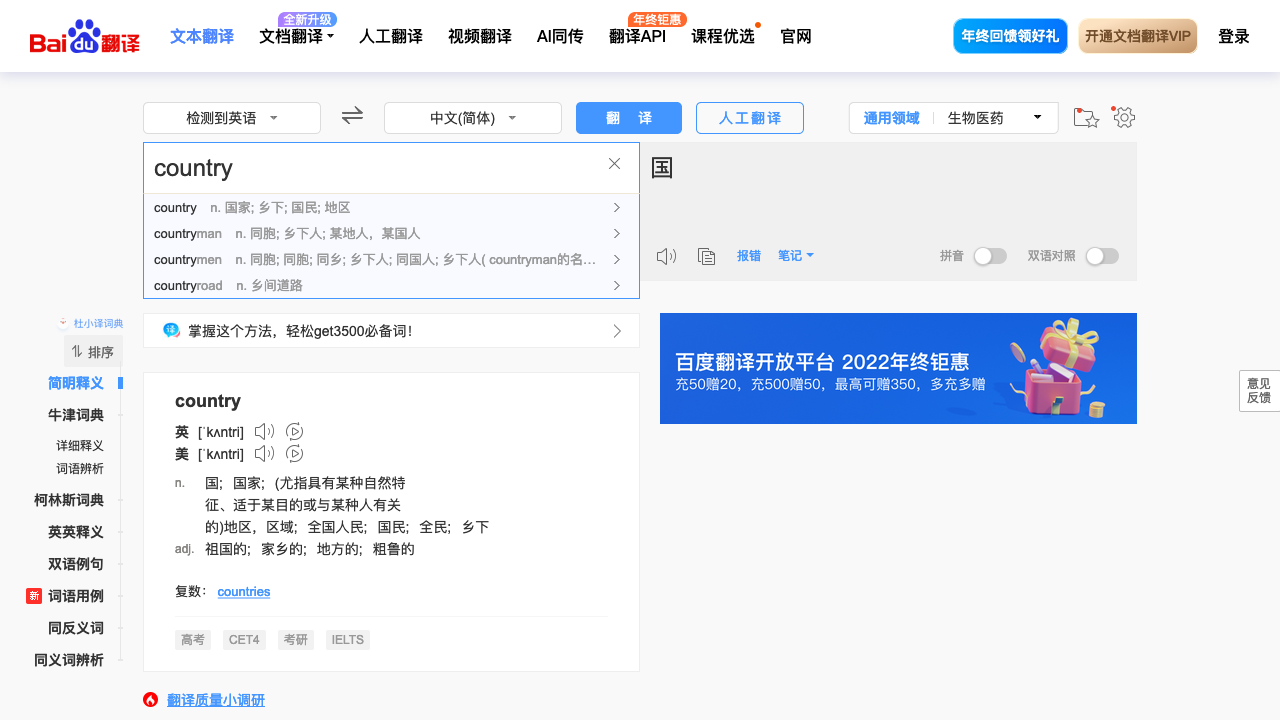 Bai du 翻译
文本翻译
文档翻译
全新升级
人工翻译
视频翻译
AI同传
翻译API
年终钜惠
课程优选
官网
年终回馈领好礼
开通文档翻译VIP
登录
检测到英语
中文(简体)
翻 译
人工翻译
通用领域
生物医药
country
country n. 国家; 乡下; 国民; 地区
countryman n. 同胞; 乡下人; 某地人，某国人
countrymen n. 同胞; 同胞; 同乡; 乡下人; 同国人; 乡下人( countryman的名...
countryroad n. 乡间道路
国
报错
笔记
拼音
双语对照
杜小译词典
排序
简明释义
牛津词典
详细释义
词语辨析
柯林斯词典
英英释义
双语例句
新 词语用例
同反义词
同义词辨析
译 掌握这个方法，轻松get3500必备词！
country
英 [ˈkʌntri]
美 [ˈkʌntri]
n. 国；国家；(尤指具有某种自然特
征、适于某目的或与某种人有关
的)地区，区域；全国人民；国民；全民；乡下
adj. 祖国的；家乡的；地方的；粗鲁的
复数： countries
高考 CET4 考研 IELTS
翻译质量小调研
百度翻译开放平台 2022年终钜惠
充50赠20，充500赠50，最高可赠350，多充多赠
意见
反馈